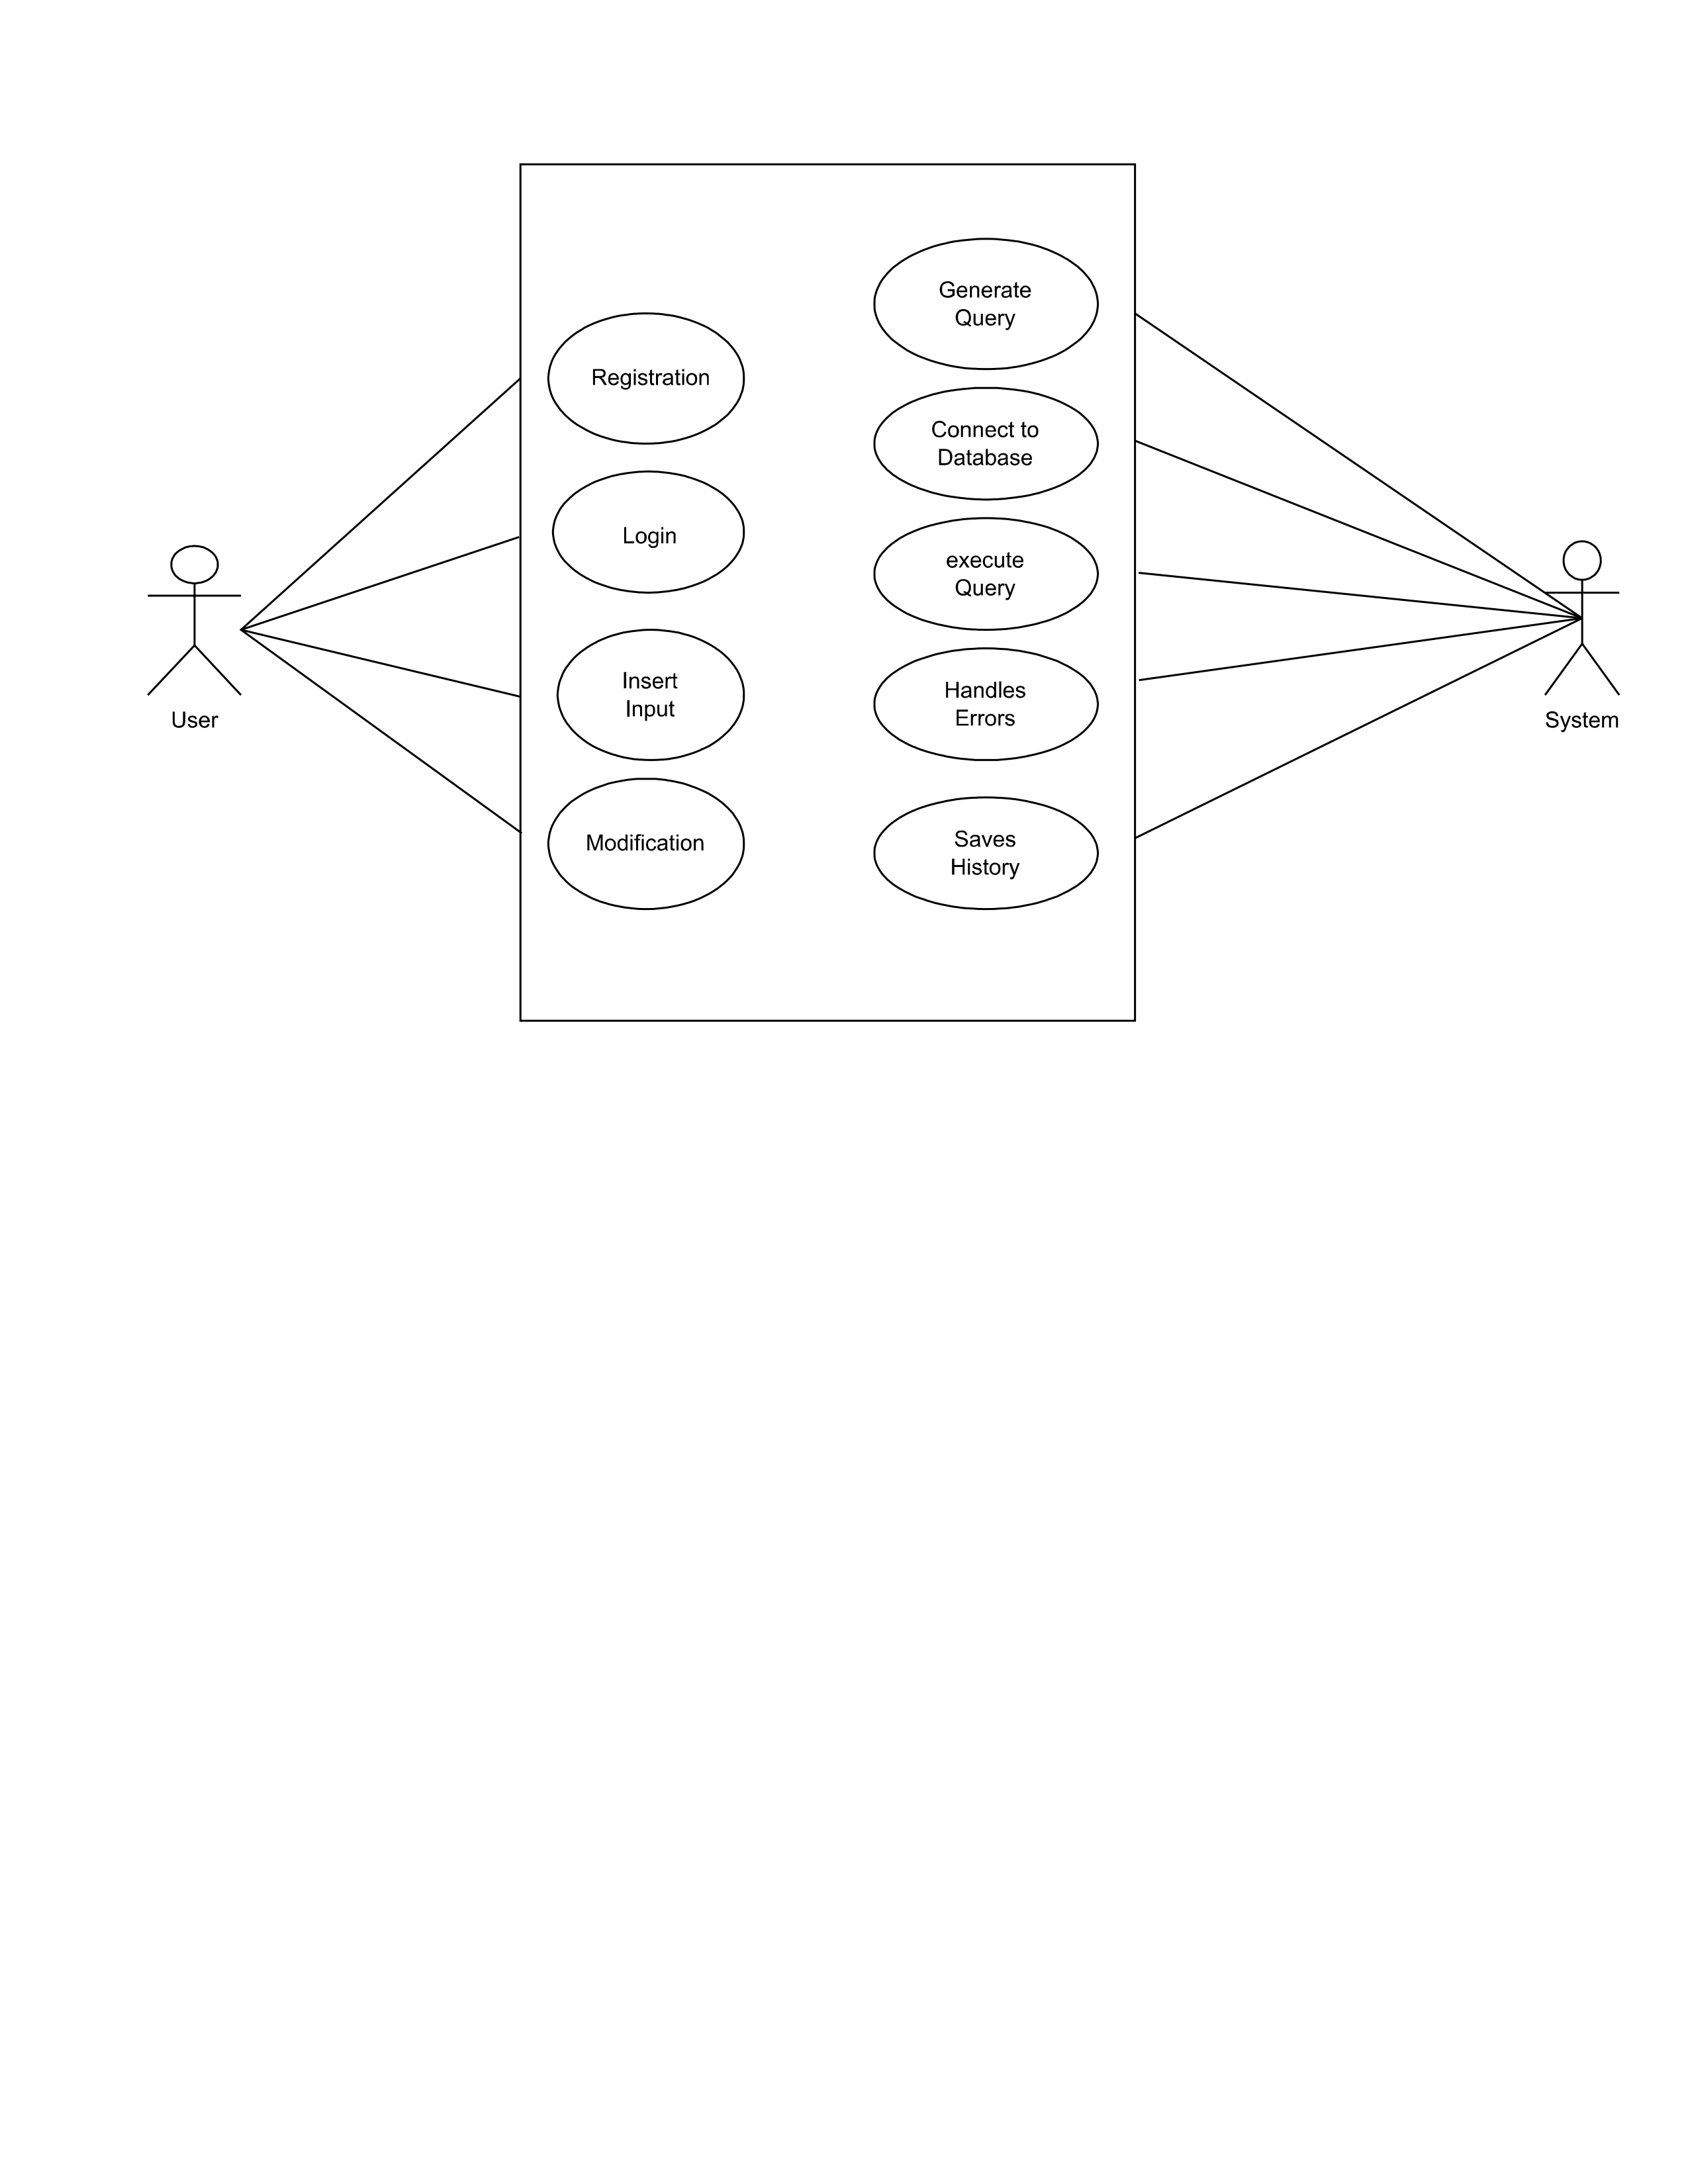 Generate
Query
Registration
Connect to
Database
Login
execute
Query
Insert
Input
Handles
Errors
User
System
Modification
Saves
History